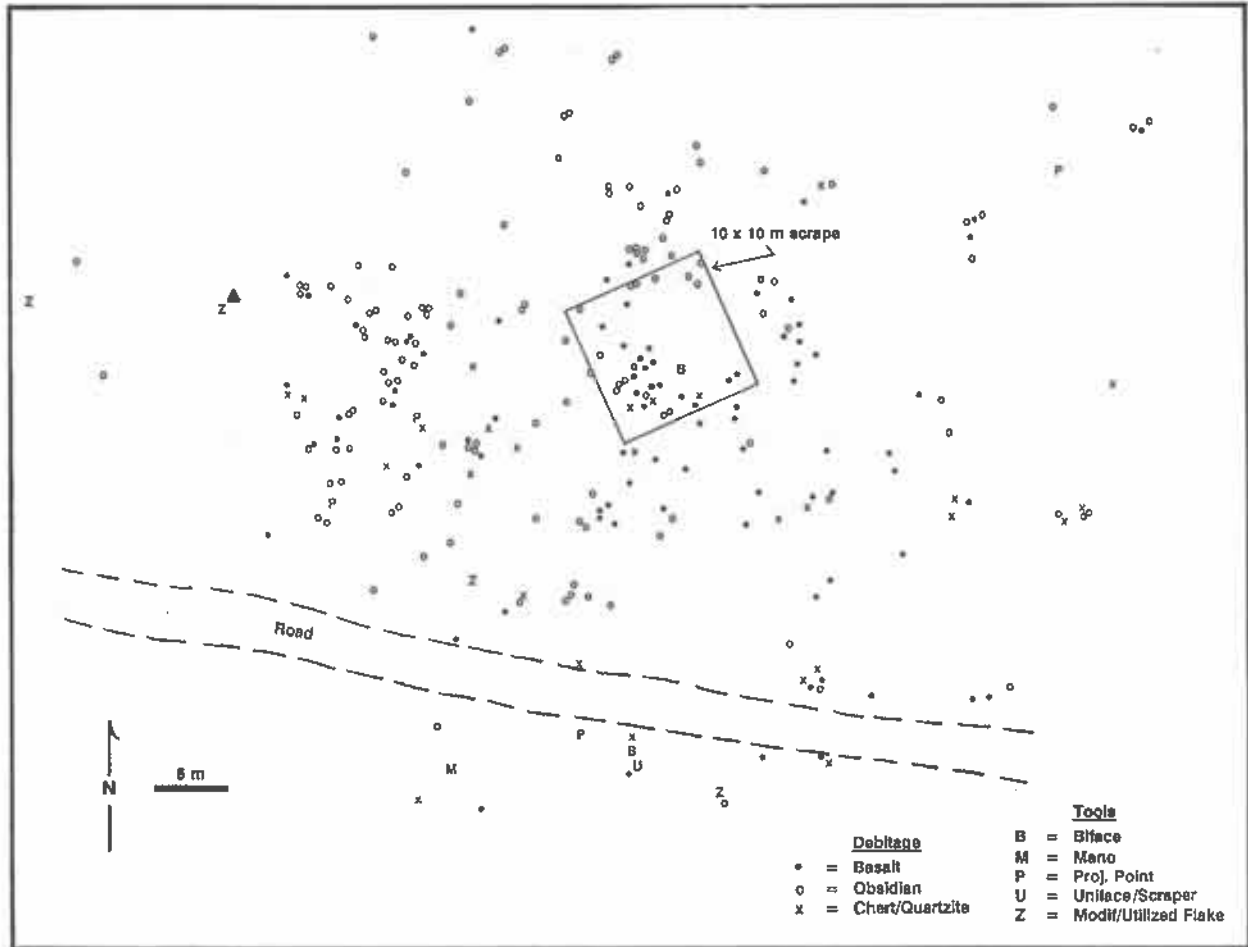 10 x 10 m scrape
Z
Z
P
B
P
P
Z
Road
P
B
U
M
Z
N
5 m
Debitage
• = Basalt
o = Obsidian
x = Chert/Quartzite
Tools
B = Biface
M = Mano
P = Proj. Point
U = Uniface/Scraper
Z = Modif/Utilized Flake